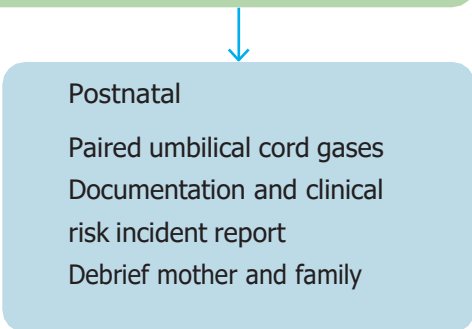 Postnatal
Paired umbilical cord gases
Documentation and clinical
risk incident report
Debrief mother and family